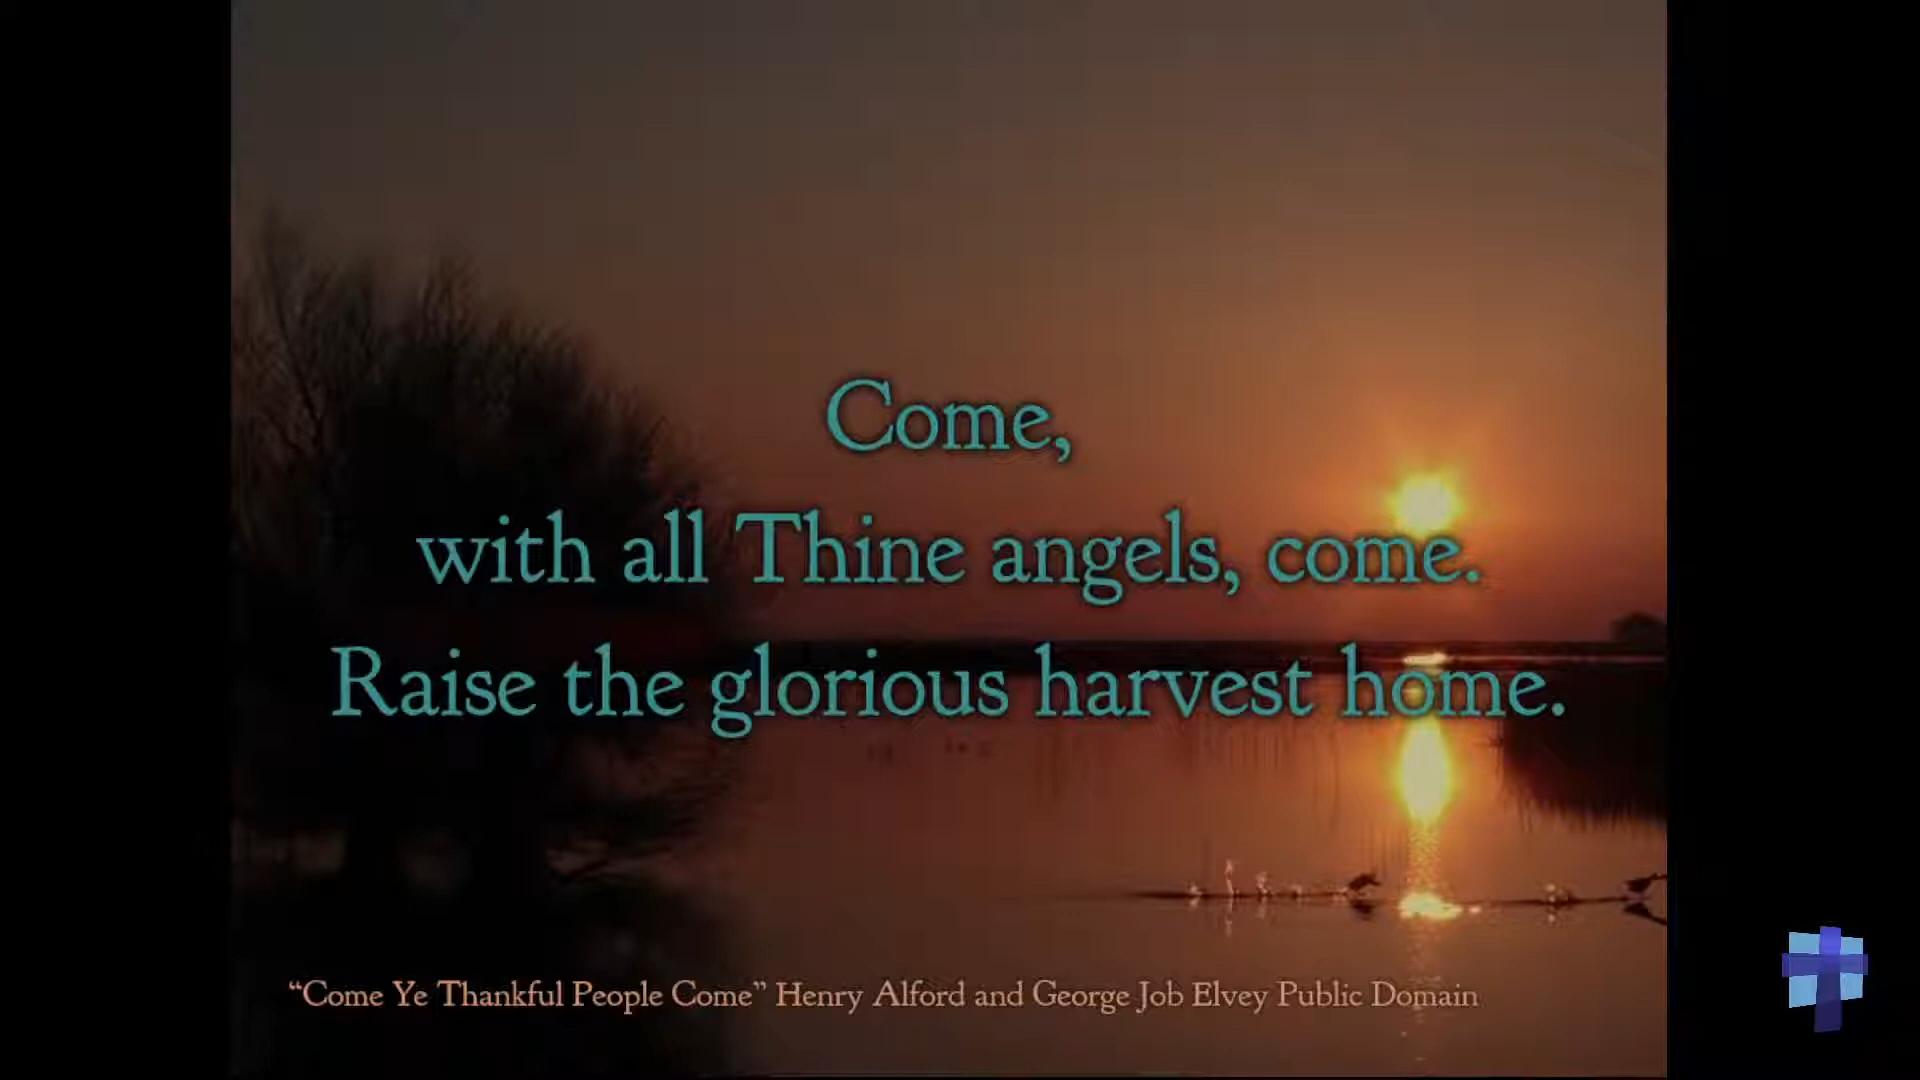 Come,
with all Thine angels, come.
Raise the glorious harvest home.
“Come Ye Thankful People Come” Henry Alford and George Job Elvey Public Domain